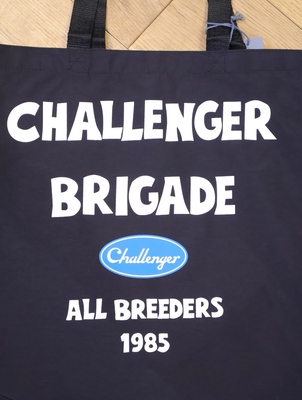 CHALLENGER
BRIGADE
Challenger
ALL BREEDERS
1985